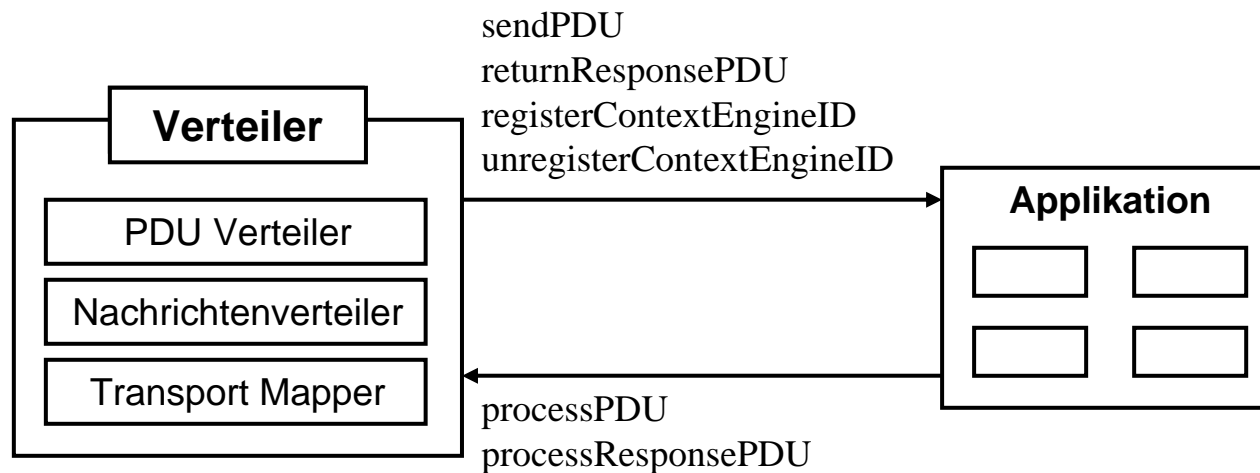 sendPDU
returnResponsePDU
registerContextEngineID
unregisterContextEngineID
Verteiler
PDU Verteiler
Nachrichtenverteiler
Transport Mapper
Applikation
processPDU
processResponsePDU